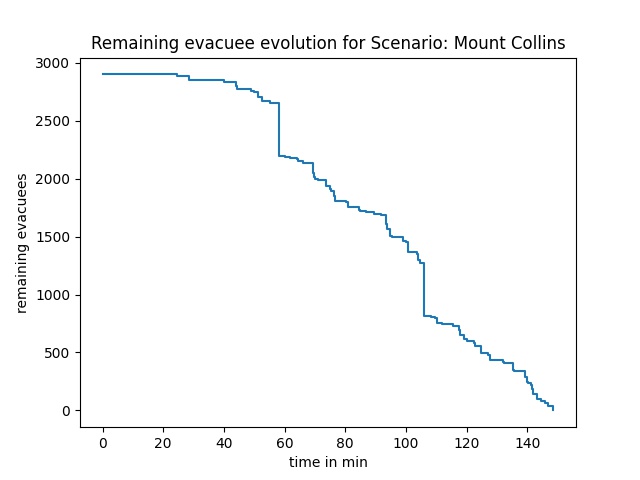 Remaining evacuee evolution for Scenario: Mount Collins
3000
2500
2000
1500
1000
500
0
remaining evacuees
0 20 40 60 80 100 120 140
time in min